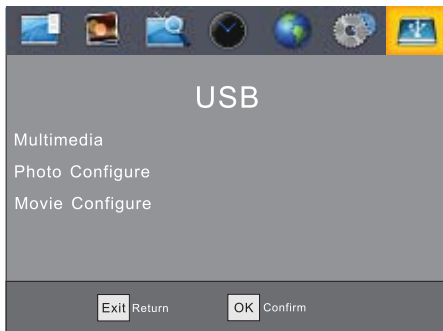 USB
Multimedia
Photo Configure
Movie Configure
Exit Return OK Confirm